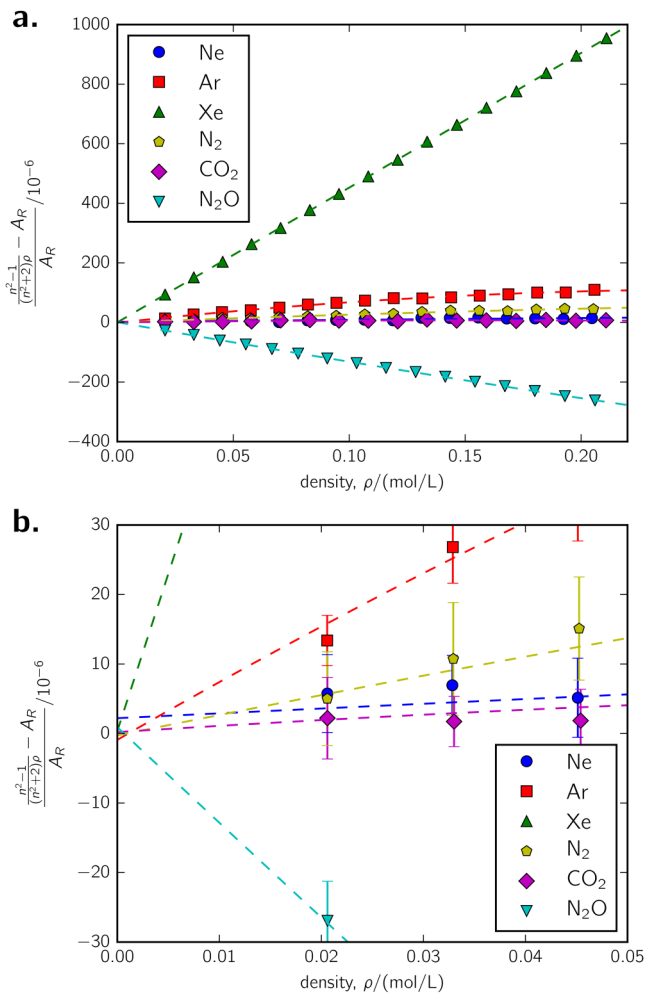 a.
1000
800
600
400
200
0
−200
−400
Ne
Ar
Xe
N₂
CO₂
N₂O
n²−1
(n²+2)ρ − A_R
A_R
/10⁻⁶
0.00 0.05 0.10 0.15 0.20
density, ρ/(mol/L)
b.
30
20
10
0
−10
−20
−30
n²−1
(n²+2)ρ − A_R
A_R
/10⁻⁶
Ne
Ar
Xe
N₂
CO₂
N₂O
0.00 0.01 0.02 0.03 0.04 0.05
density, ρ/(mol/L)